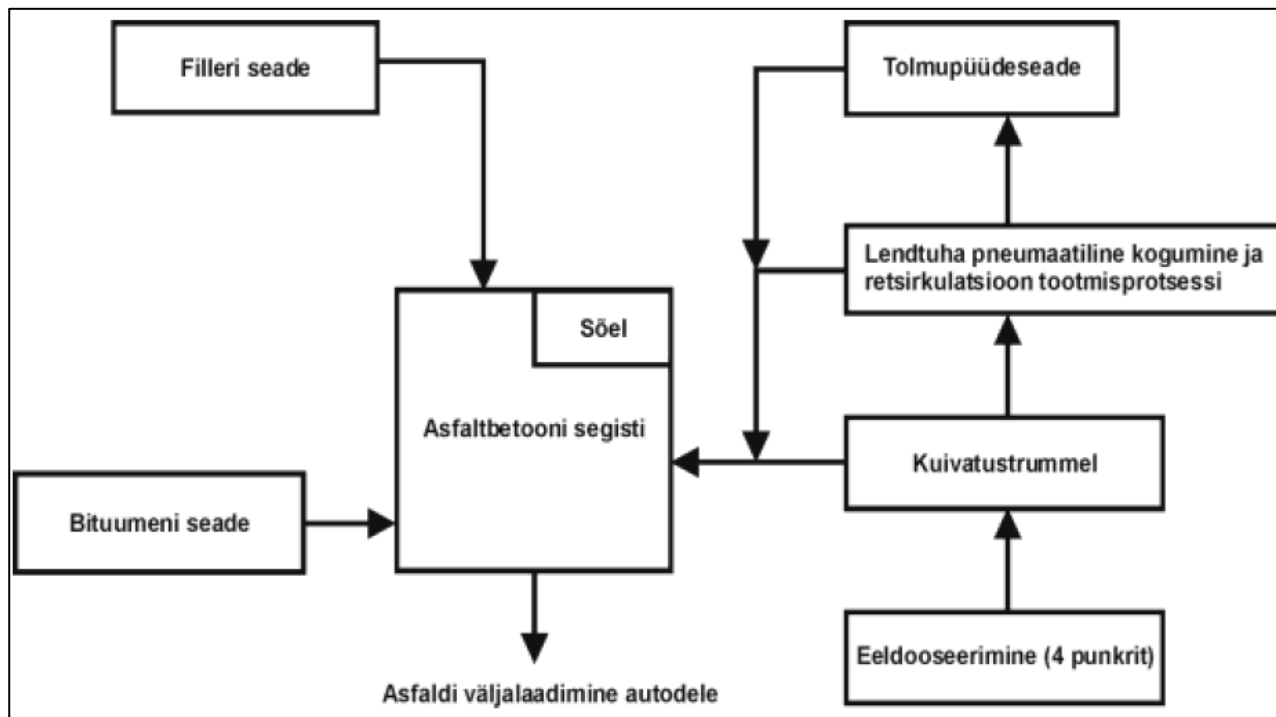 Filleri seade
Tolmupüüdeseade
Lendtuha pneumaatiline kogumine ja
retsirkulatsioon tootmisprotsessi
Sõel
Asfaltbetooni segisti
Kuivatustrummel
Bituumeni seade
Eeldooseerimine (4 punkrit)
Asfaldi väljalaadimine autodele